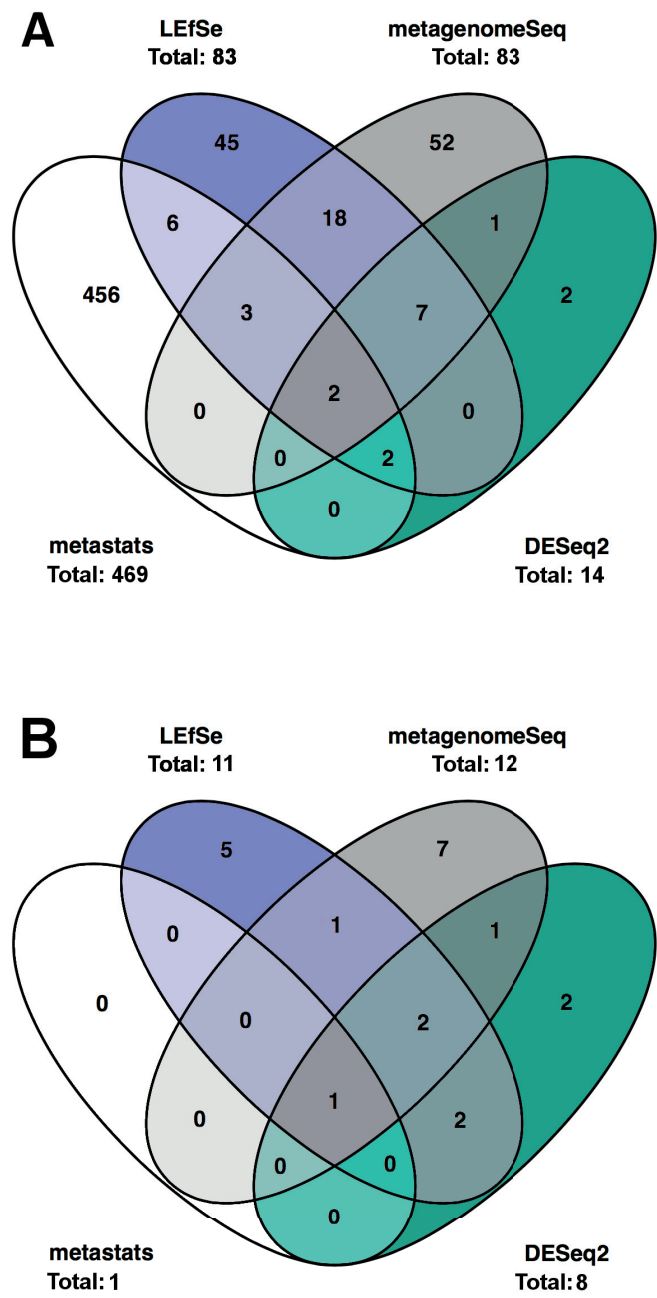 A
LEfSe
Total: 83
metagenomeSeq
Total: 83
45
52
6
18
1
456
3
7
2
2
0
0
0
2
0
metastats
Total: 469
DESeq2
Total: 14
B
LEfSe
Total: 11
metagenomeSeq
Total: 12
5
7
0
1
1
0
0
2
2
1
0
2
0
0
0
metastats
Total: 1
DESeq2
Total: 8